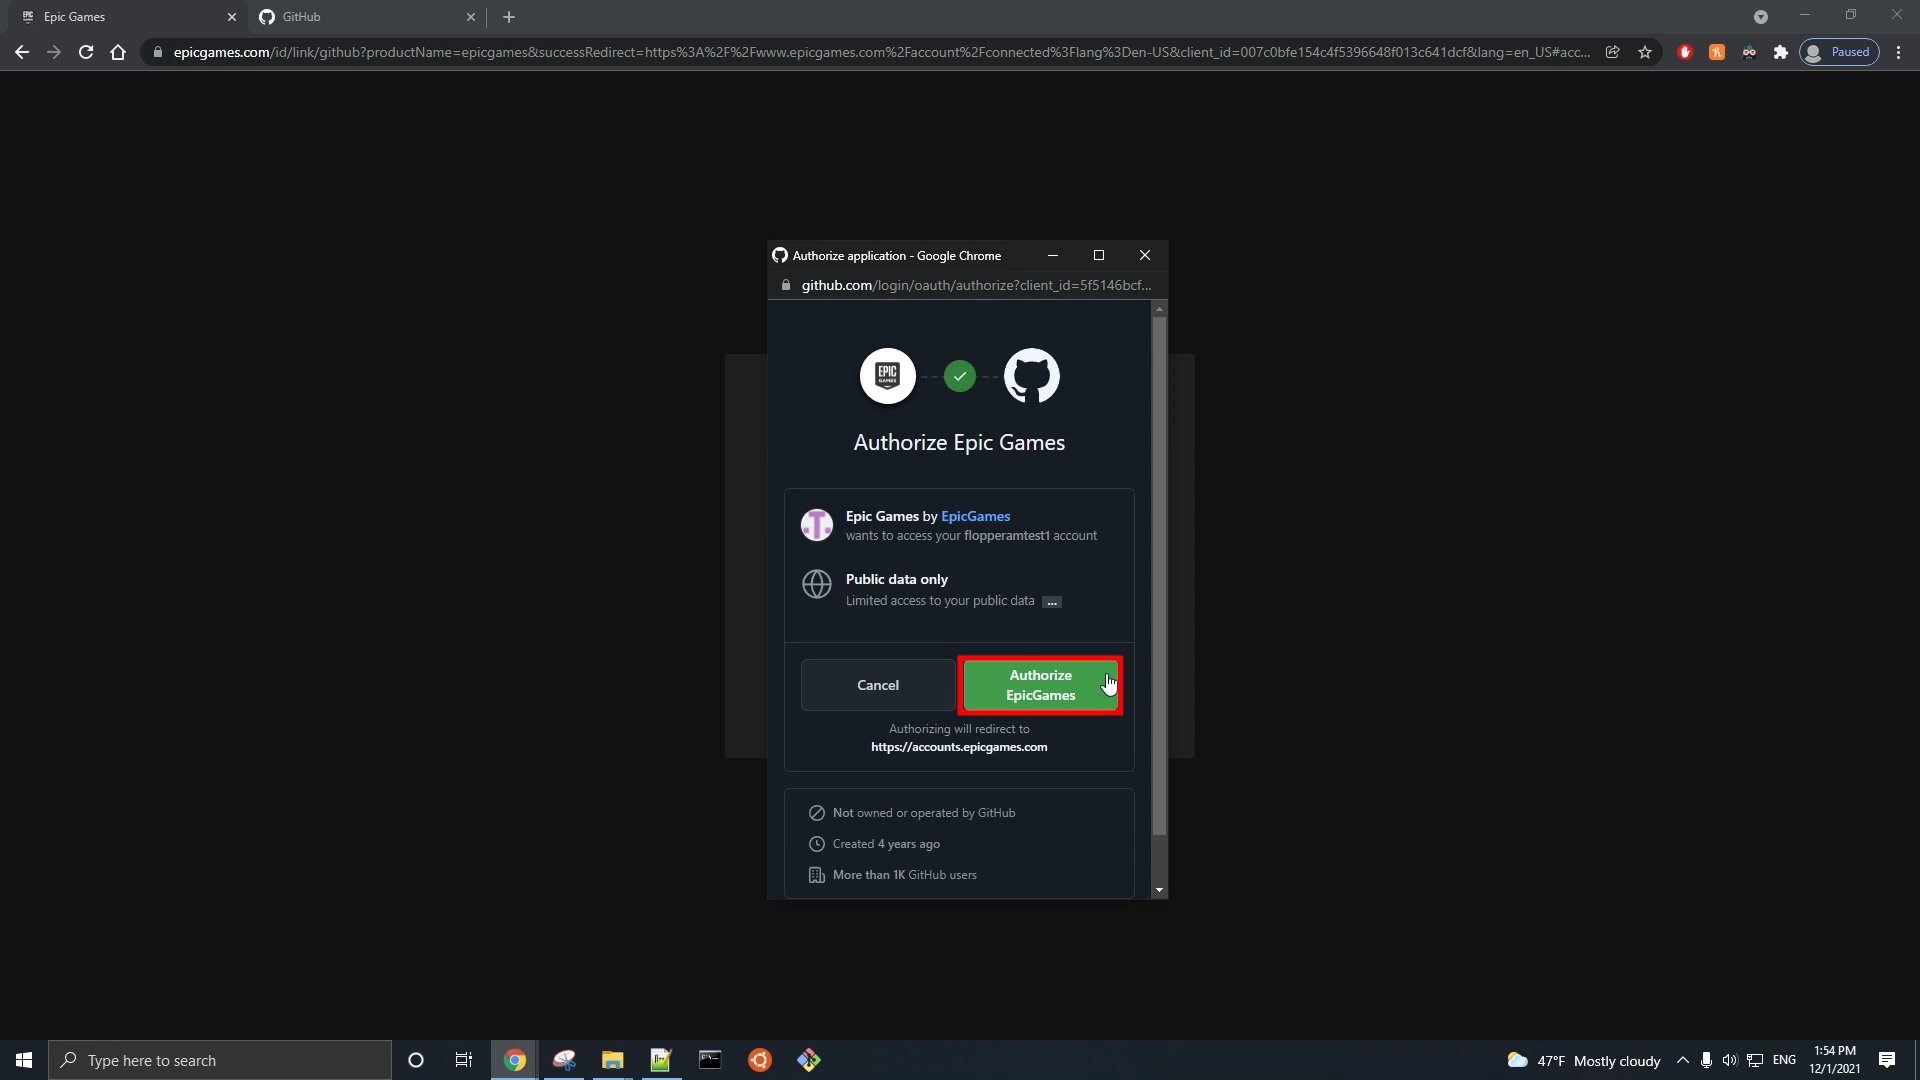 Epic Games
GitHub
epicgames.com/id/link/github?productName=epicgames&successRedirect=https%3A%2F%2Fwww.epicgames.com%2Faccount%2Fconnected%3Flang%3Den-US&client_id=007c0bfe154c4f5396648f013c641dcf&lang=en_US#acc...
Paused
Authorize application - Google Chrome
github.com/login/oauth/authorize?client_id=5f5146bcf...
EPIC
GAMES
Authorize Epic Games
Epic Games by EpicGames
wants to access your flopperamtest1 account
Public data only
Limited access to your public data ...
Cancel
Authorize
EpicGames
Authorizing will redirect to
https://accounts.epicgames.com
Not owned or operated by GitHub
Created 4 years ago
More than 1K GitHub users
Type here to search
47°F Mostly cloudy
ENG
1:54 PM
12/1/2021